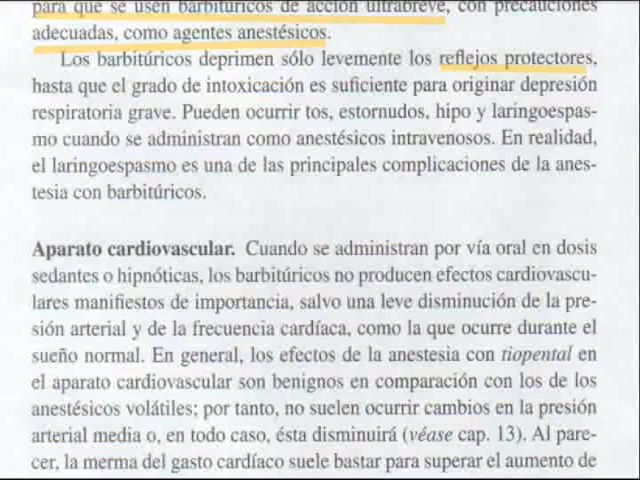 para que se usen barbitúricos de acción ultrabreve, con precauciones
adecuadas, como agentes anestésicos.
Los barbitúricos deprimen sólo levemente los reflejos protectores,
hasta que el grado de intoxicación es suficiente para originar depresión
respiratoria grave. Pueden ocurrir tos, estornudos, hipo y laringoespas-
mo cuando se administran como anestésicos intravenosos. En realidad,
el laringoespasmo es una de las principales complicaciones de la anes-
tesia con barbitúricos.
Aparato cardiovascular. Cuando se administran por vía oral en dosis
sedantes o hipnóticas, los barbitúricos no producen efectos cardiovascu-
lares manifiestos de importancia, salvo una leve disminución de la pre-
sión arterial y de la frecuencia cardíaca, como la que ocurre durante el
sueño normal. En general, los efectos de la anestesia con tiopental en
el aparato cardiovascular son benignos en comparación con los de los
anestésicos volátiles; por tanto, no suelen ocurrir cambios en la presión
arterial media o, en todo caso, ésta disminuirá (véase cap. 13). Al pare-
cer, la merma del gasto cardíaco suele bastar para superar el aumento de